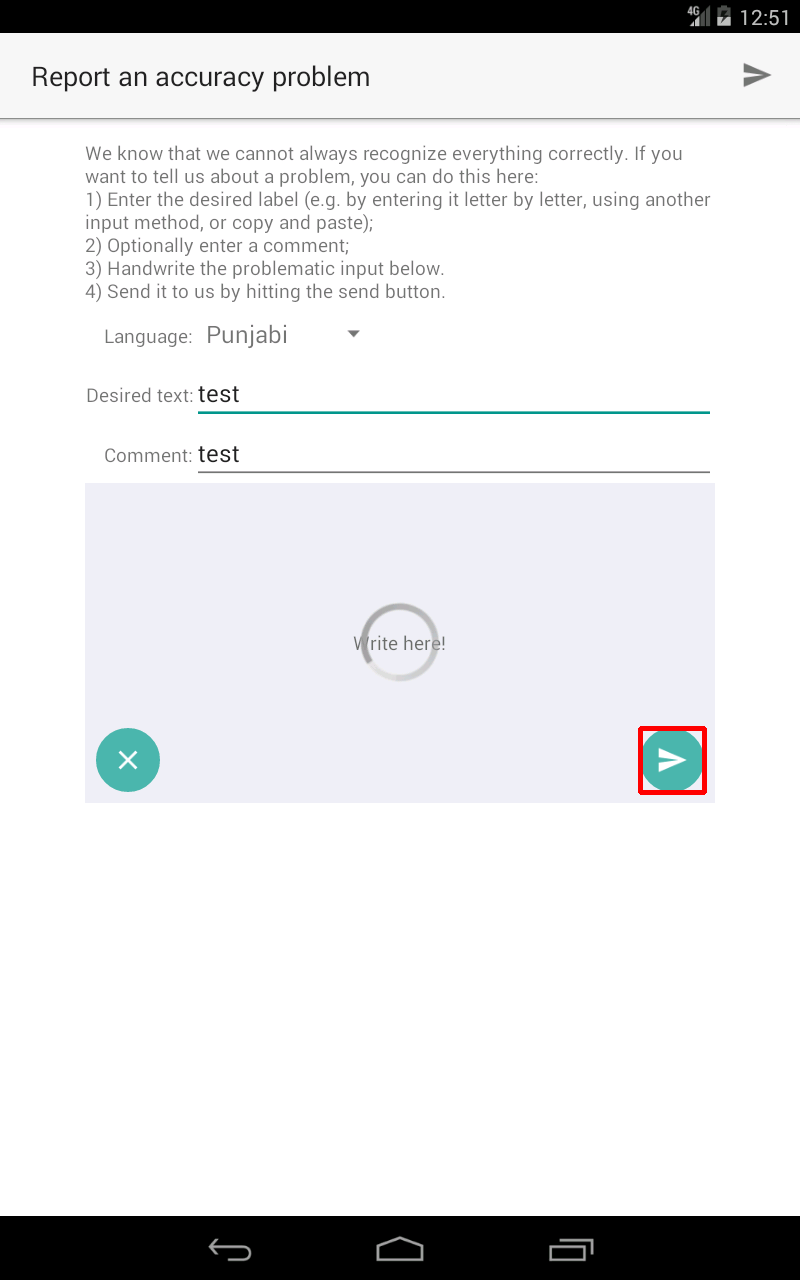 4G 12:51
Report an accuracy problem
We know that we cannot always recognize everything correctly. If you
want to tell us about a problem, you can do this here:
1) Enter the desired label (e.g. by entering it letter by letter, using another
input method, or copy and paste);
2) Optionally enter a comment;
3) Handwrite the problematic input below.
4) Send it to us by hitting the send button.
Language: Punjabi
Desired text: test
Comment: test
Write here!